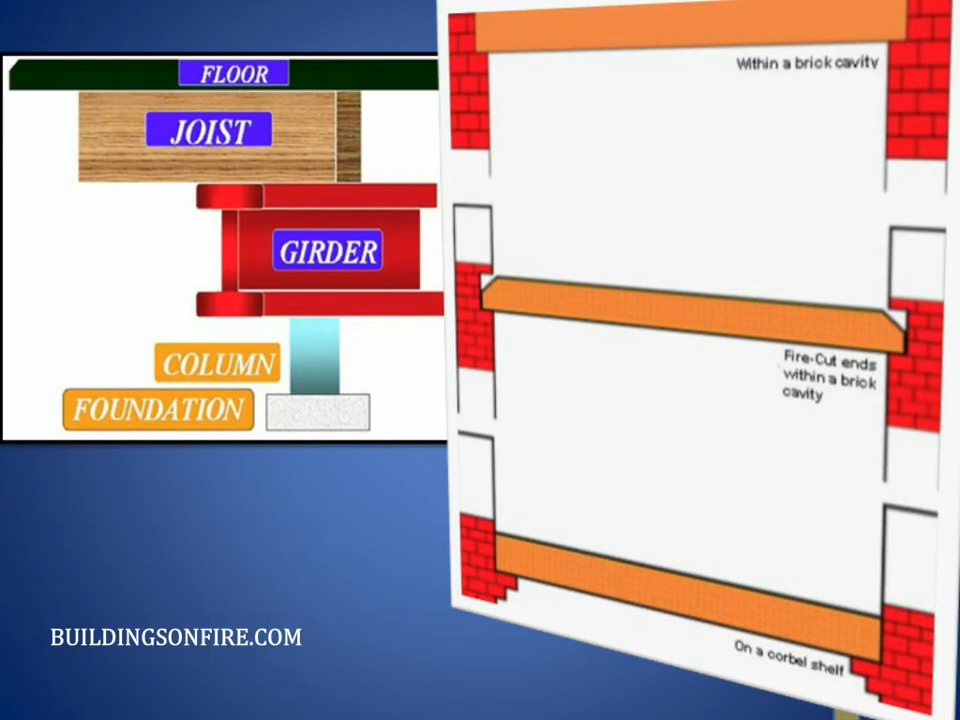 FLOOR
JOIST
GIRDER
COLUMN
FOUNDATION
Within a brick cavity
Fire-Cut ends
within a brick
cavity
On a corbel shelf
BUILDINGSONFIRE.COM